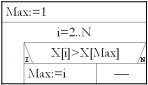 Max:=1
i=2..N
X[i]>X[Max]
I N
Max:=i —